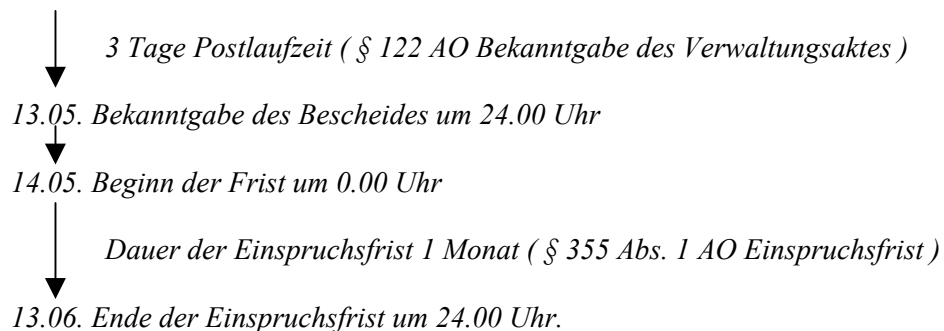 3 Tage Postlaufzeit ( § 122 AO Bekanntgabe des Verwaltungsaktes )
13.05. Bekanntgabe des Bescheides um 24.00 Uhr
14.05. Beginn der Frist um 0.00 Uhr
Dauer der Einspruchsfrist 1 Monat ( § 355 Abs. 1 AO Einspruchsfrist )
13.06. Ende der Einspruchsfrist um 24.00 Uhr.